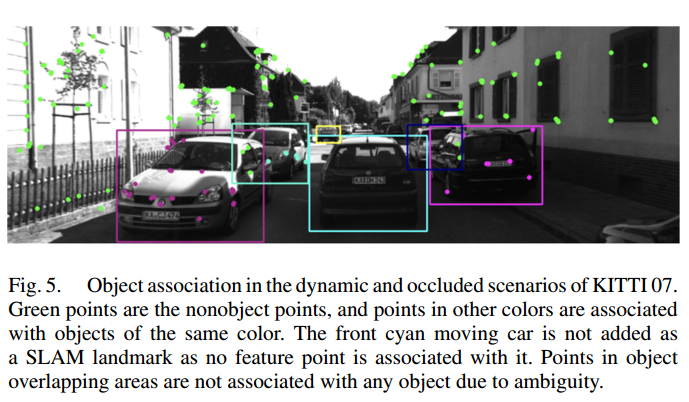 Fig. 5. Object association in the dynamic and occluded scenarios of KITTI 07.
Green points are the nonobject points, and points in other colors are associated
with objects of the same color. The front cyan moving car is not added as
a SLAM landmark as no feature point is associated with it. Points in object
overlapping areas are not associated with any object due to ambiguity.